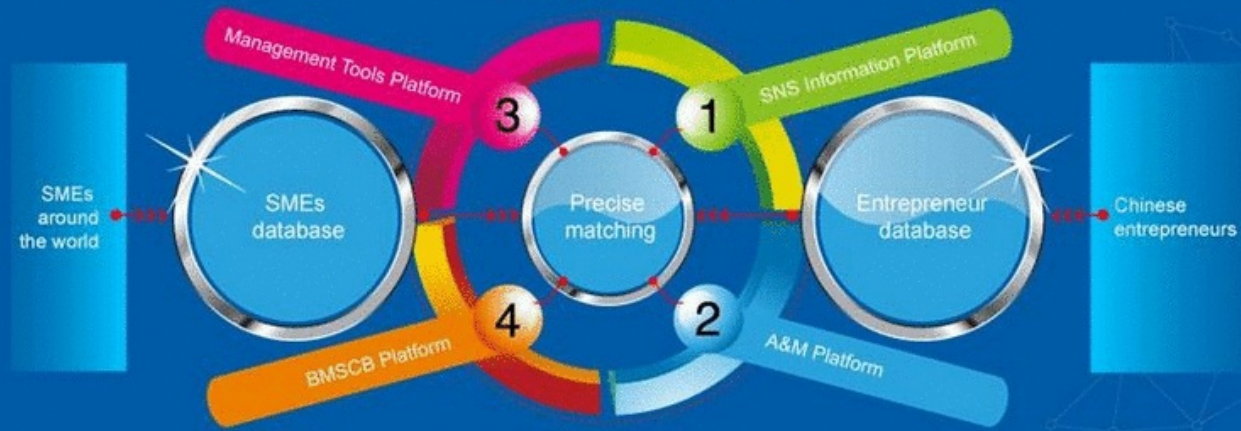 Management Tools Platform
3
SNS Information Platform
1
SMEs
around
the world
SMEs
database
Precise
matching
Entrepreneur
database
Chinese
entrepreneurs
4
BMSCB Platform
2
A&M Platform